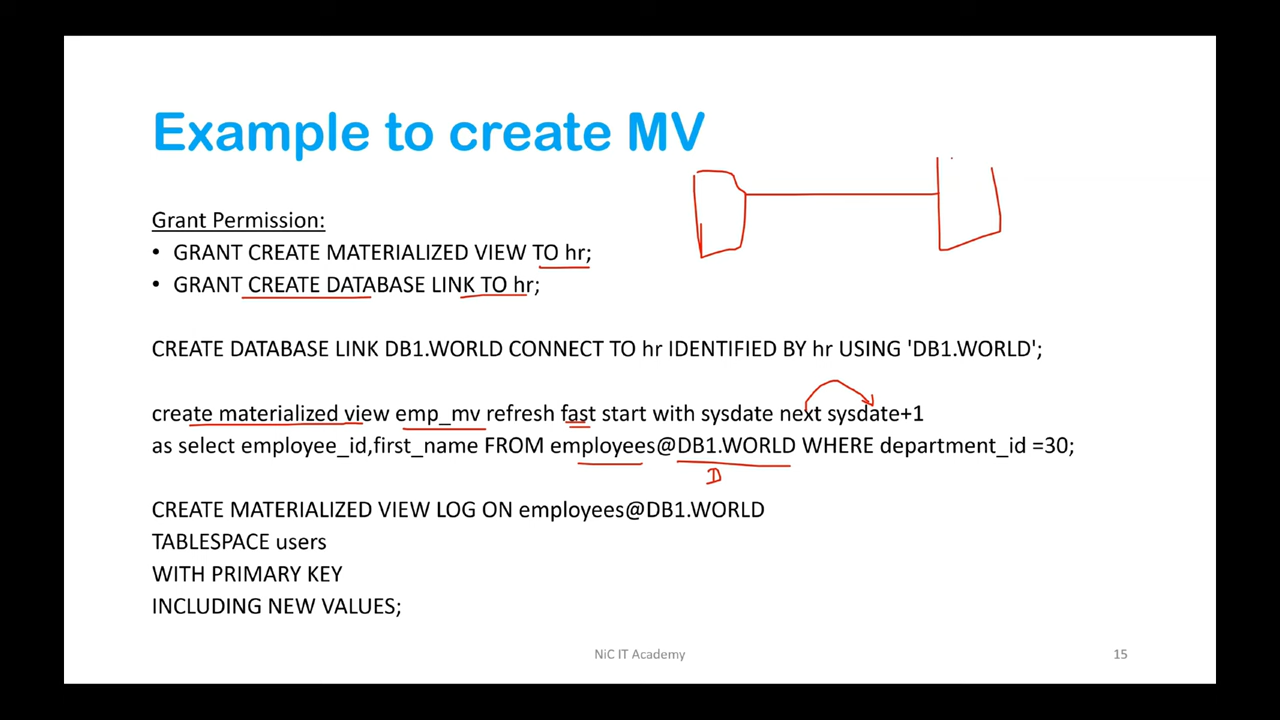 Example to create MV
Grant Permission:
• GRANT CREATE MATERIALIZED VIEW TO hr;
• GRANT CREATE DATABASE LINK TO hr;
CREATE DATABASE LINK DB1.WORLD CONNECT TO hr IDENTIFIED BY hr USING 'DB1.WORLD';
create materialized view emp_mv refresh fast start with sysdate next sysdate+1
as select employee_id,first_name FROM employees@DB1.WORLD WHERE department_id =30;
D
CREATE MATERIALIZED VIEW LOG ON employees@DB1.WORLD
TABLESPACE users
WITH PRIMARY KEY
INCLUDING NEW VALUES;
NiC IT Academy
15